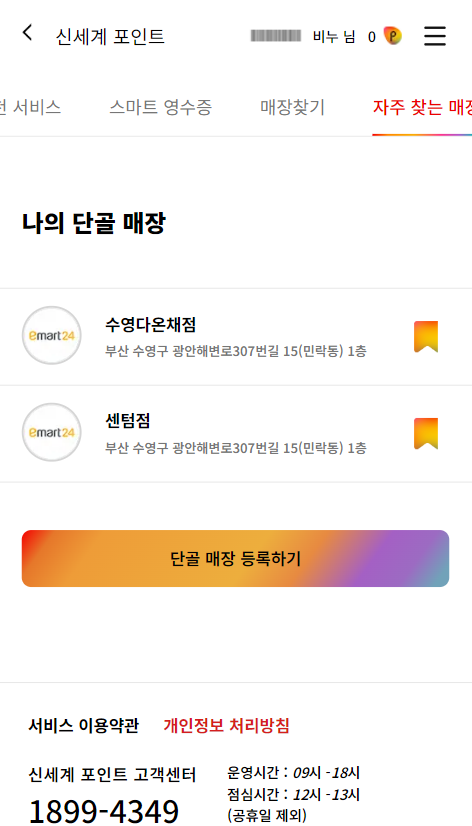 신세계 포인트
비누 님 0 P
서비스 스마트 영수증 매장찾기 자주 찾는
나의 단골 매장
emart24
수영다온채점
부산 수영구 광안해변로307번길 15(민락동) 1층
emart24
센텀점
부산 수영구 광안해변로307번길 15(민락동) 1층
단골 매장 등록하기
서비스 이용약관 개인정보 처리방침
신세계 포인트 고객센터
1899-4349
운영시간 : 09시 -18시
점심시간 : 12시 -13시
(공휴일 제외)